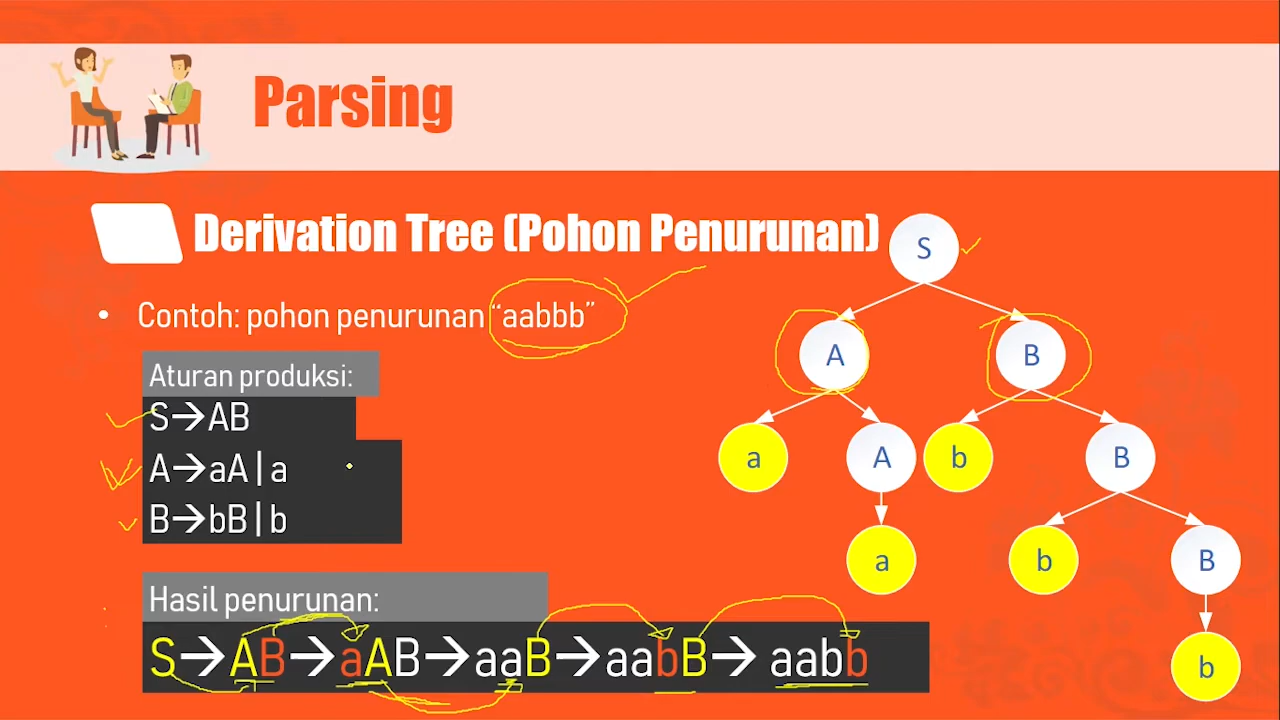 Parsing
Derivation Tree (Pohon Penurunan)
• Contoh: pohon penurunan “aabbb”
Aturan produksi:
S→AB
A→aA|a
B→bB|b
Hasil penurunan:
S→AB→aAB→aaB→aabB→ aabb
S
A B
a A b B
a b B
b